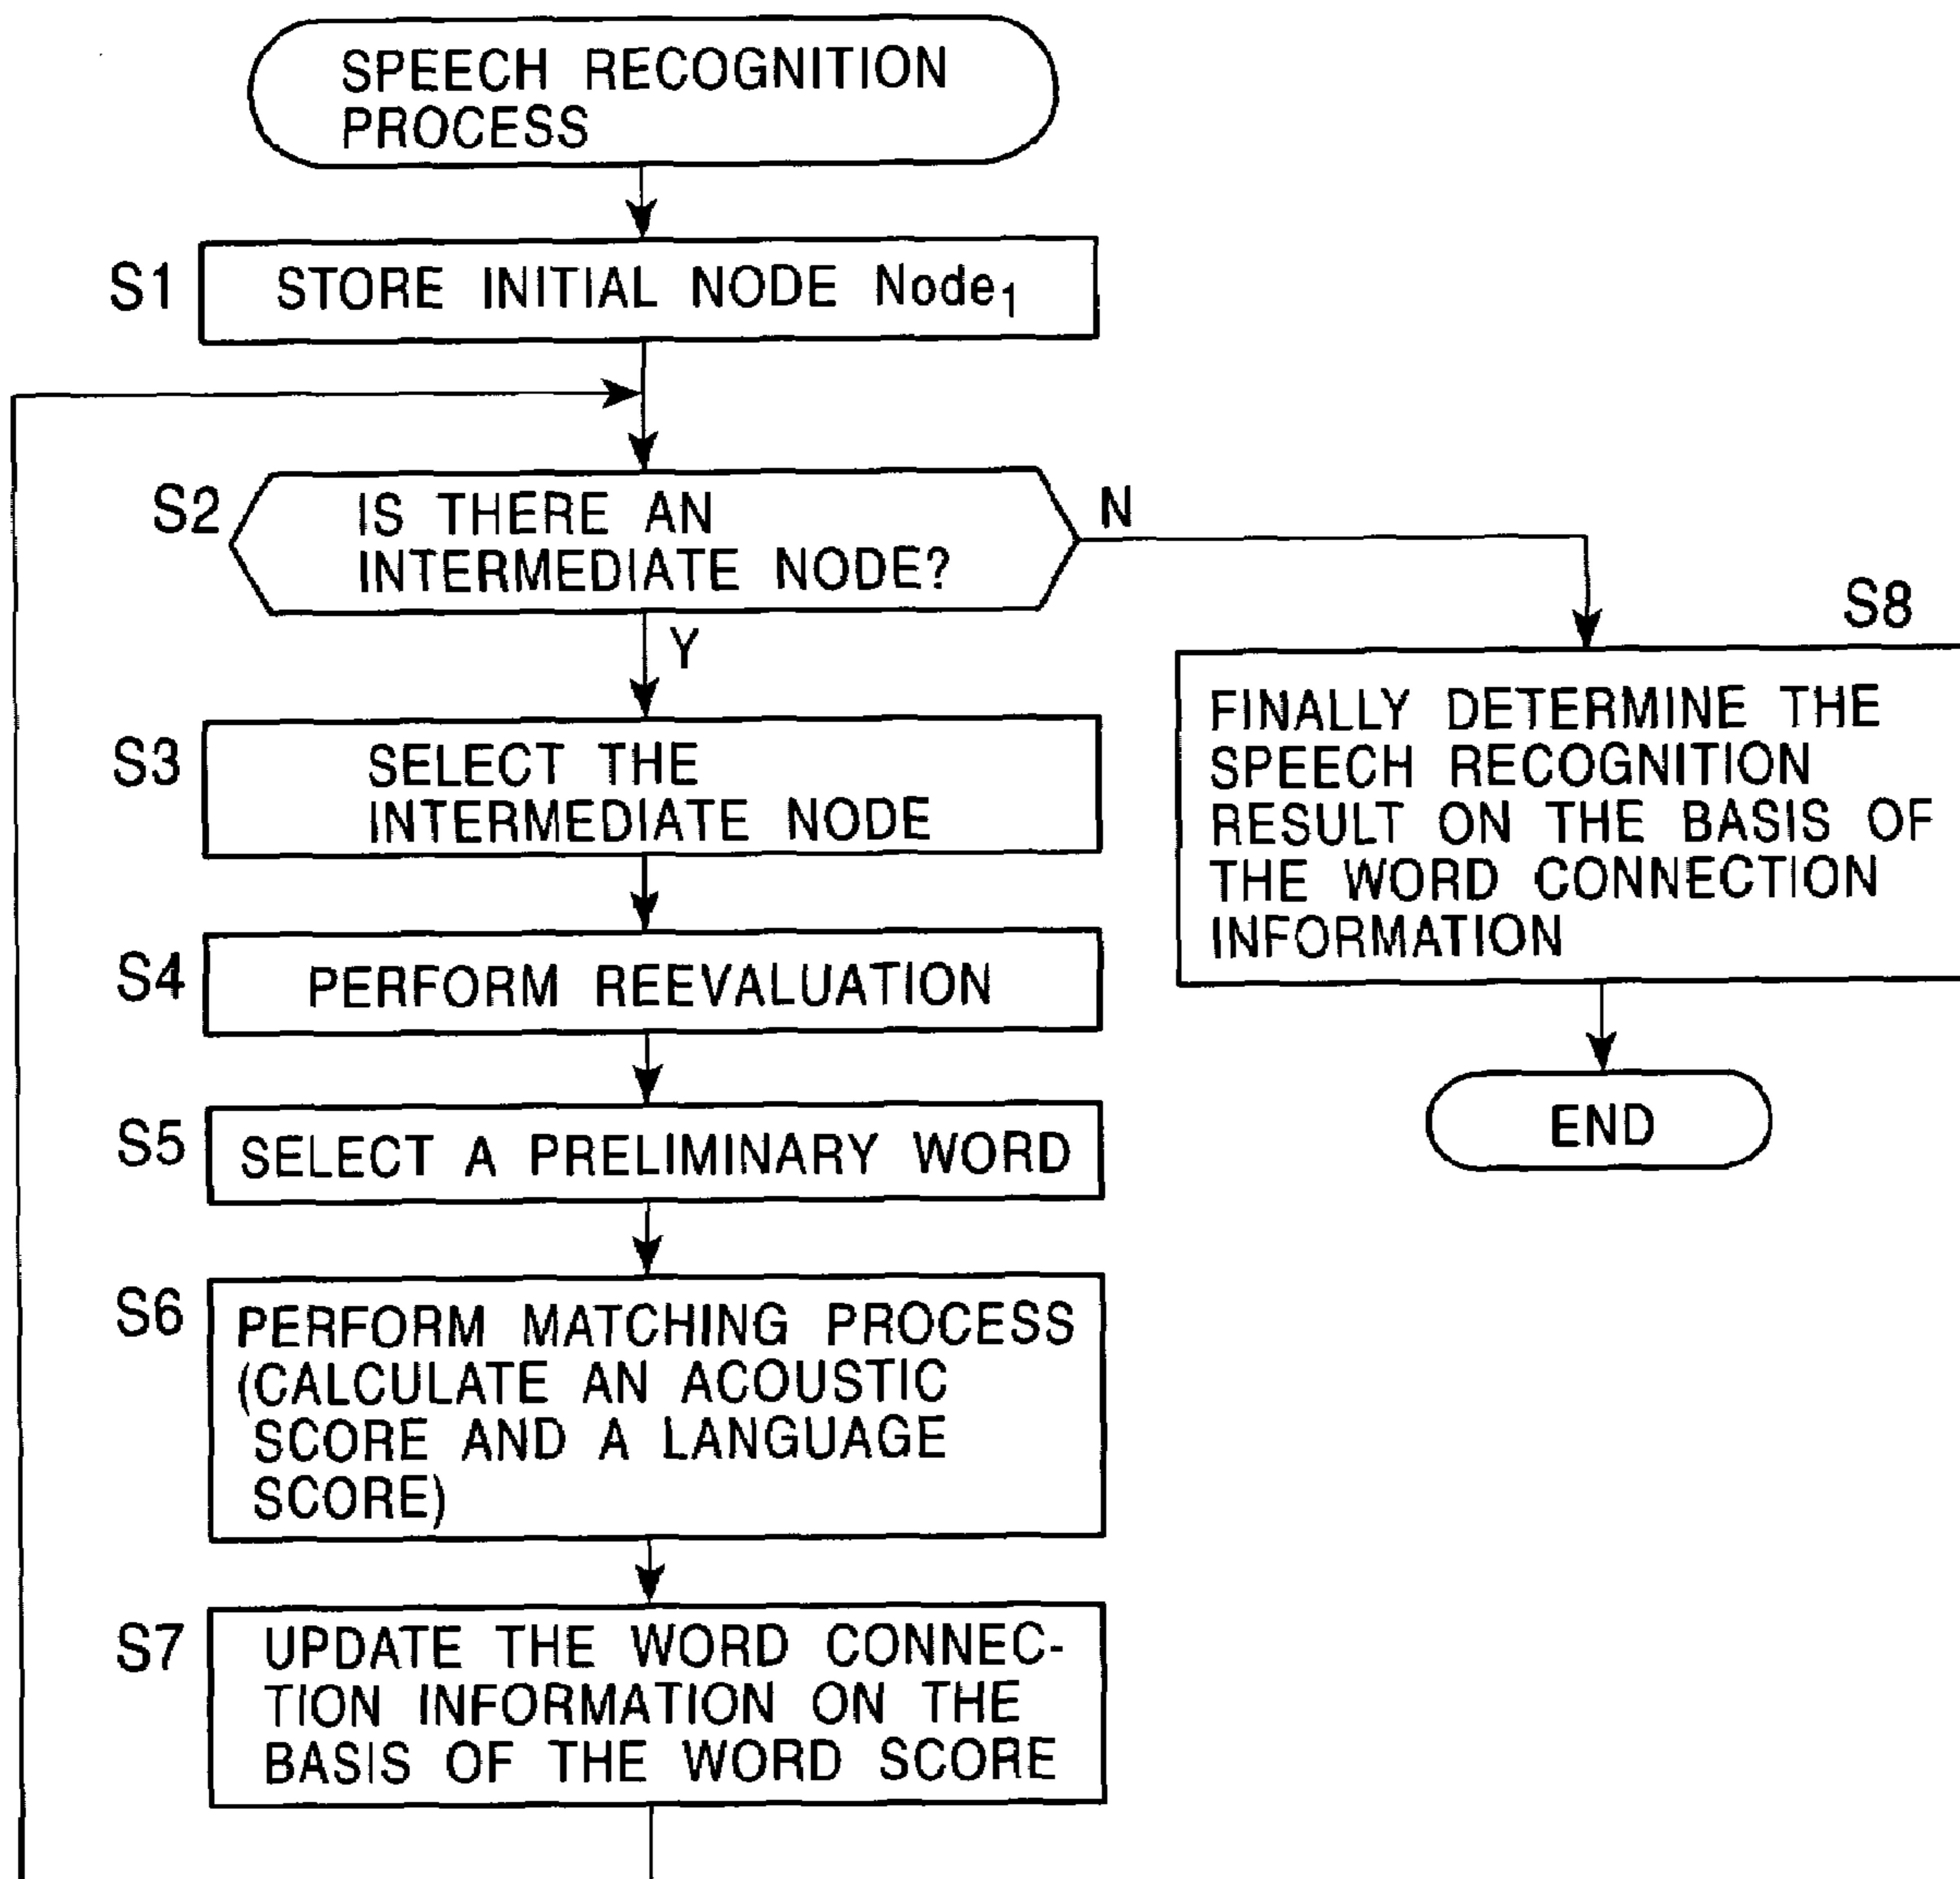 SPEECH RECOGNITION
PROCESS
S1
STORE INITIAL NODE Node₁
S2
IS THERE AN
INTERMEDIATE NODE?
N
Y
S3
SELECT THE
INTERMEDIATE NODE
S4
PERFORM REEVALUATION
S5
SELECT A PRELIMINARY WORD
S6
PERFORM MATCHING PROCESS
(CALCULATE AN ACOUSTIC
SCORE AND A LANGUAGE
SCORE)
S7
UPDATE THE WORD CONNEC-
TION INFORMATION ON THE
BASIS OF THE WORD SCORE
S8
FINALLY DETERMINE THE
SPEECH RECOGNITION
RESULT ON THE BASIS OF
THE WORD CONNECTION
INFORMATION
END